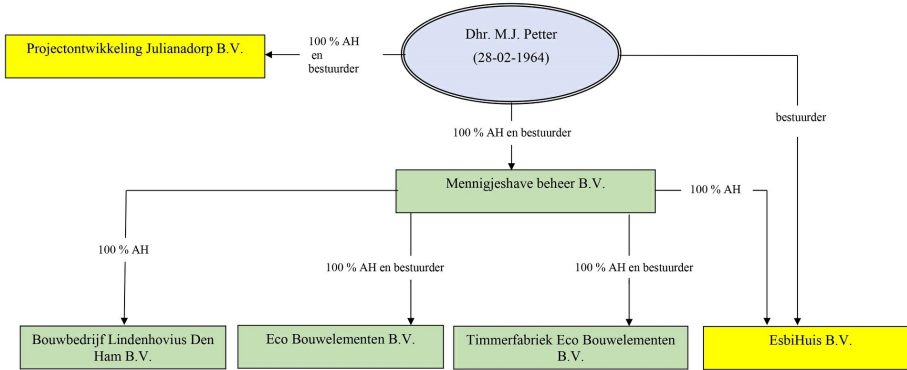 Dhr. M.J. Petter
(28-02-1964)
Projectontwikkeling Julianadorp B.V.
100 % AH
en
bestuurder
bestuurder
100 % AH en bestuurder
Mennigjeshave beheer B.V.
100 % AH
100 % AH
100 % AH en bestuurder
100 % AH en bestuurder
Bouwbedrijf Lindenhovius Den
Ham B.V.
Eco Bouwelementen B.V.
Timmerfabriek Eco Bouwelementen
B.V.
EsbiHuis B.V.